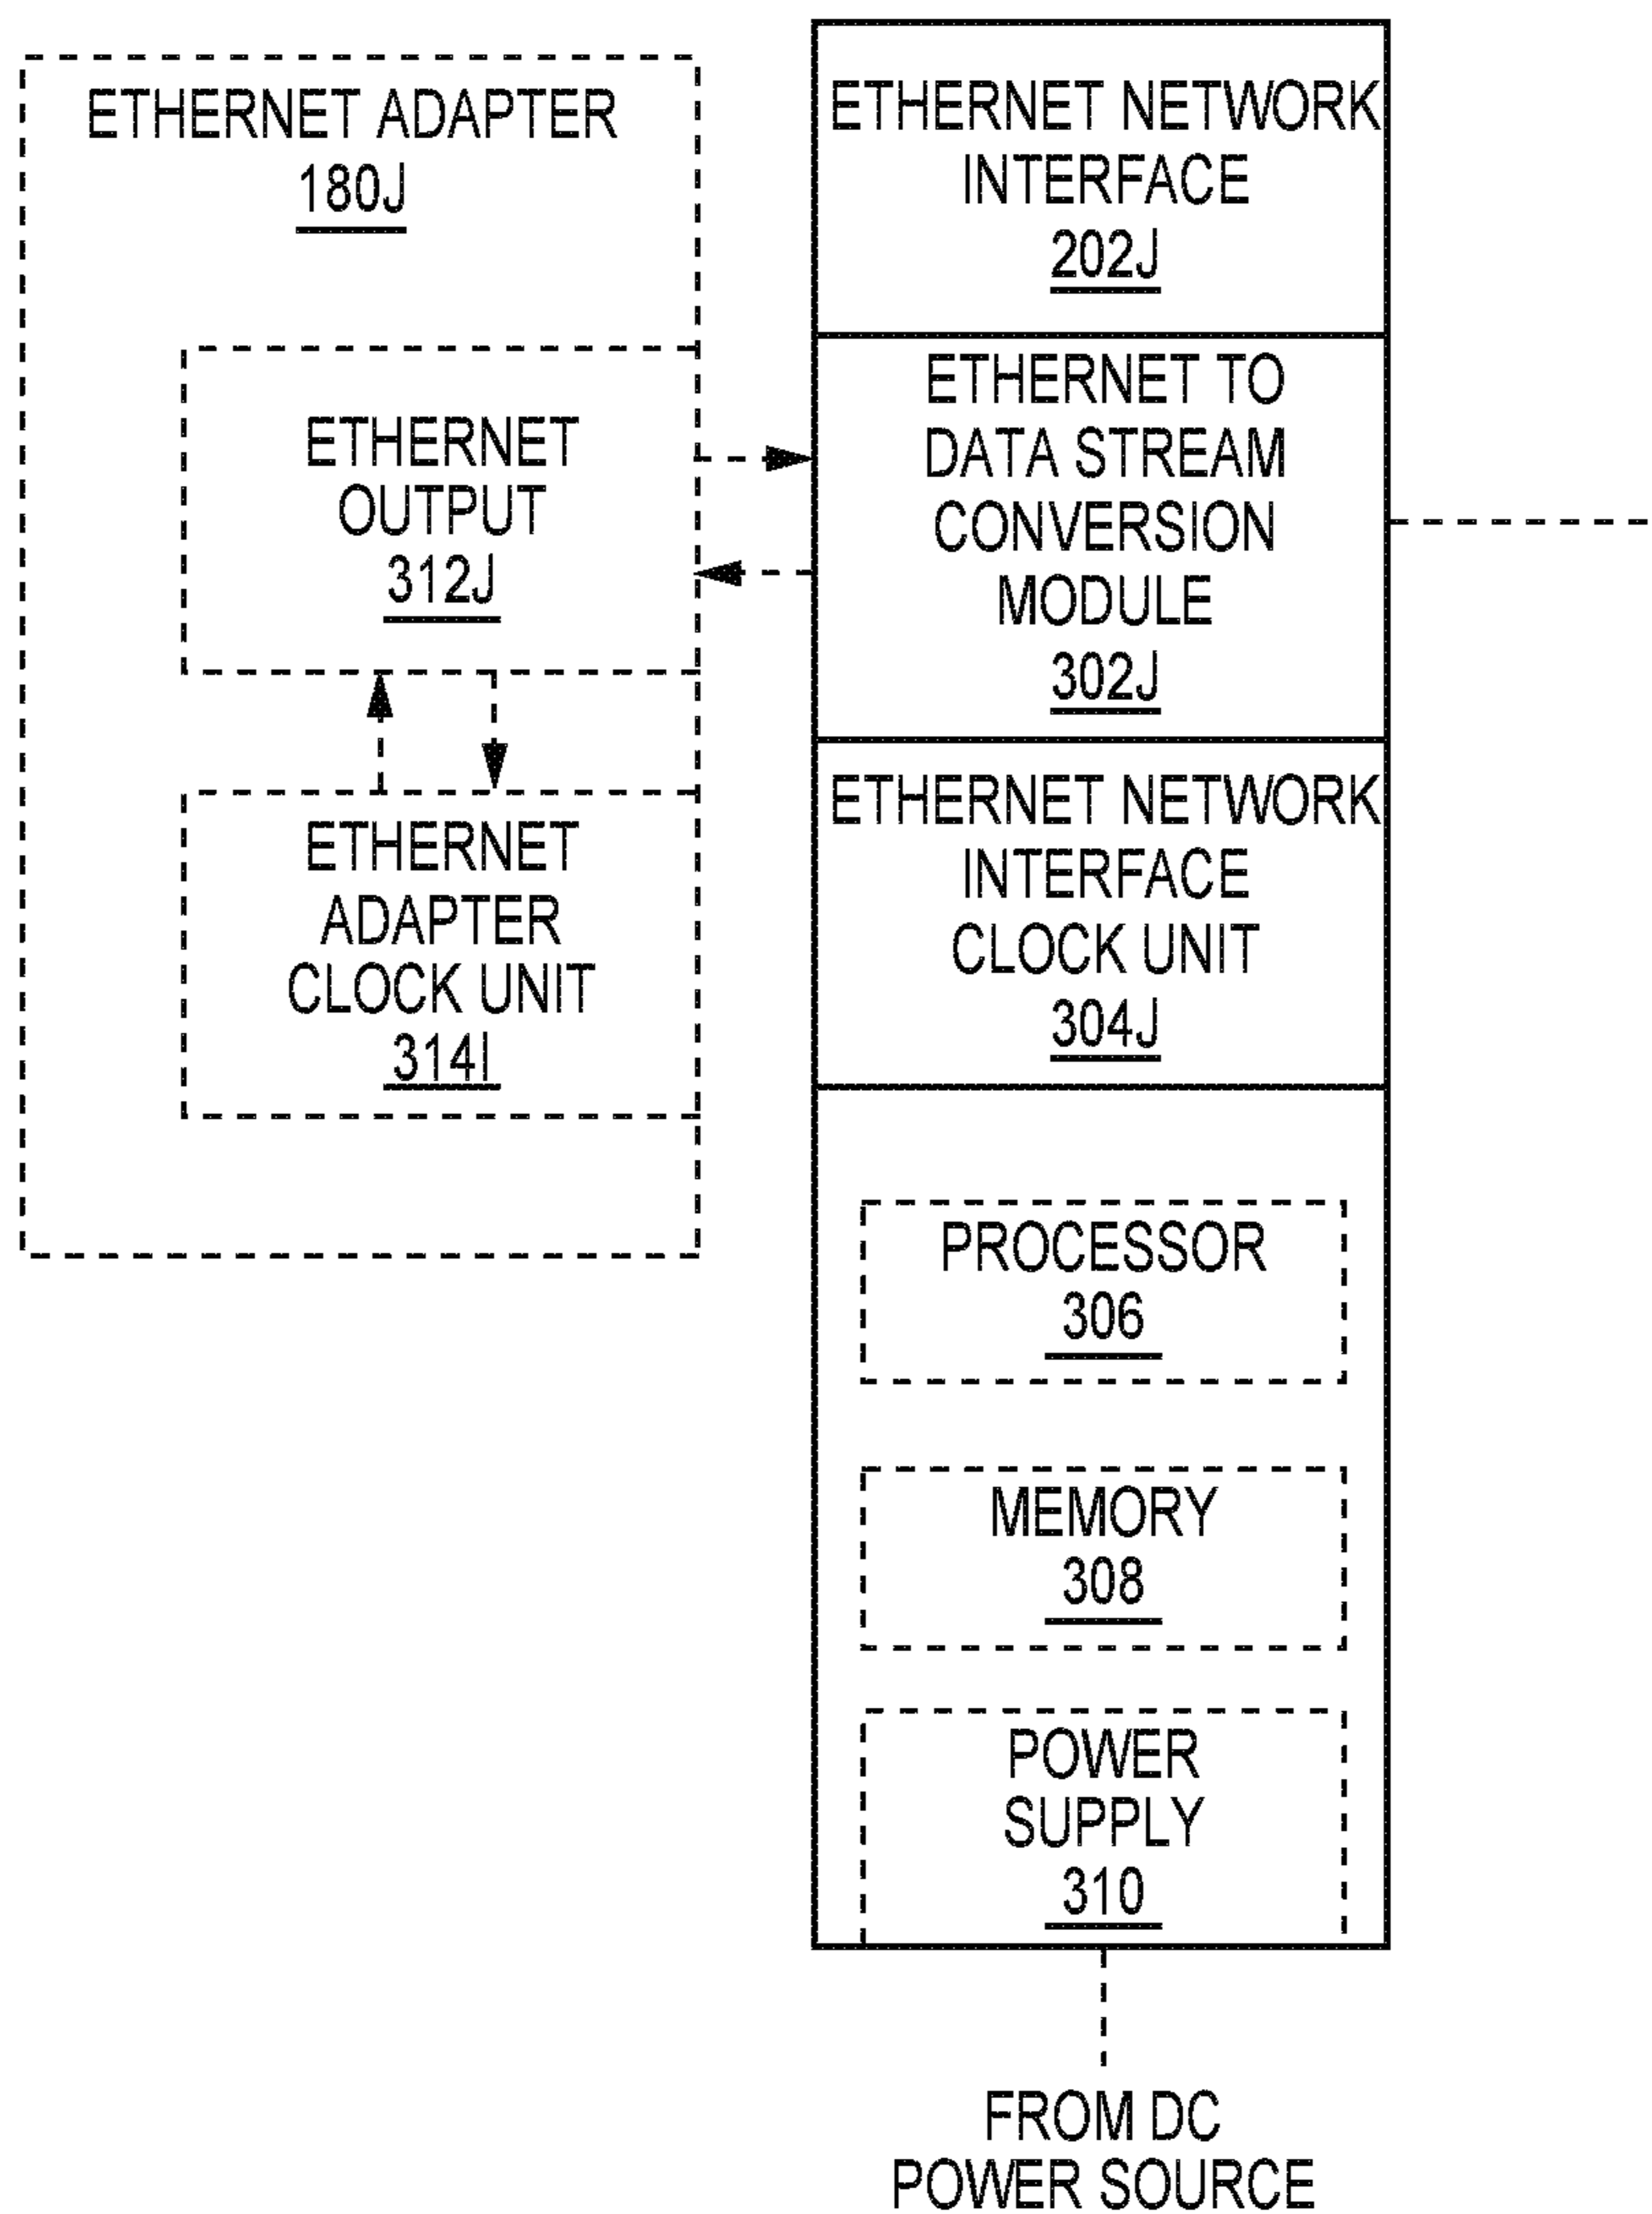 ETHERNET ADAPTER
180J
ETHERNET
OUTPUT
312J
ETHERNET
ADAPTER
CLOCK UNIT
314I
ETHERNET NETWORK
INTERFACE
202J
ETHERNET TO
DATA STREAM
CONVERSION
MODULE
302J
ETHERNET NETWORK
INTERFACE
CLOCK UNIT
304J
PROCESSOR
306
MEMORY
308
POWER
SUPPLY
310
FROM DC
POWER SOURCE